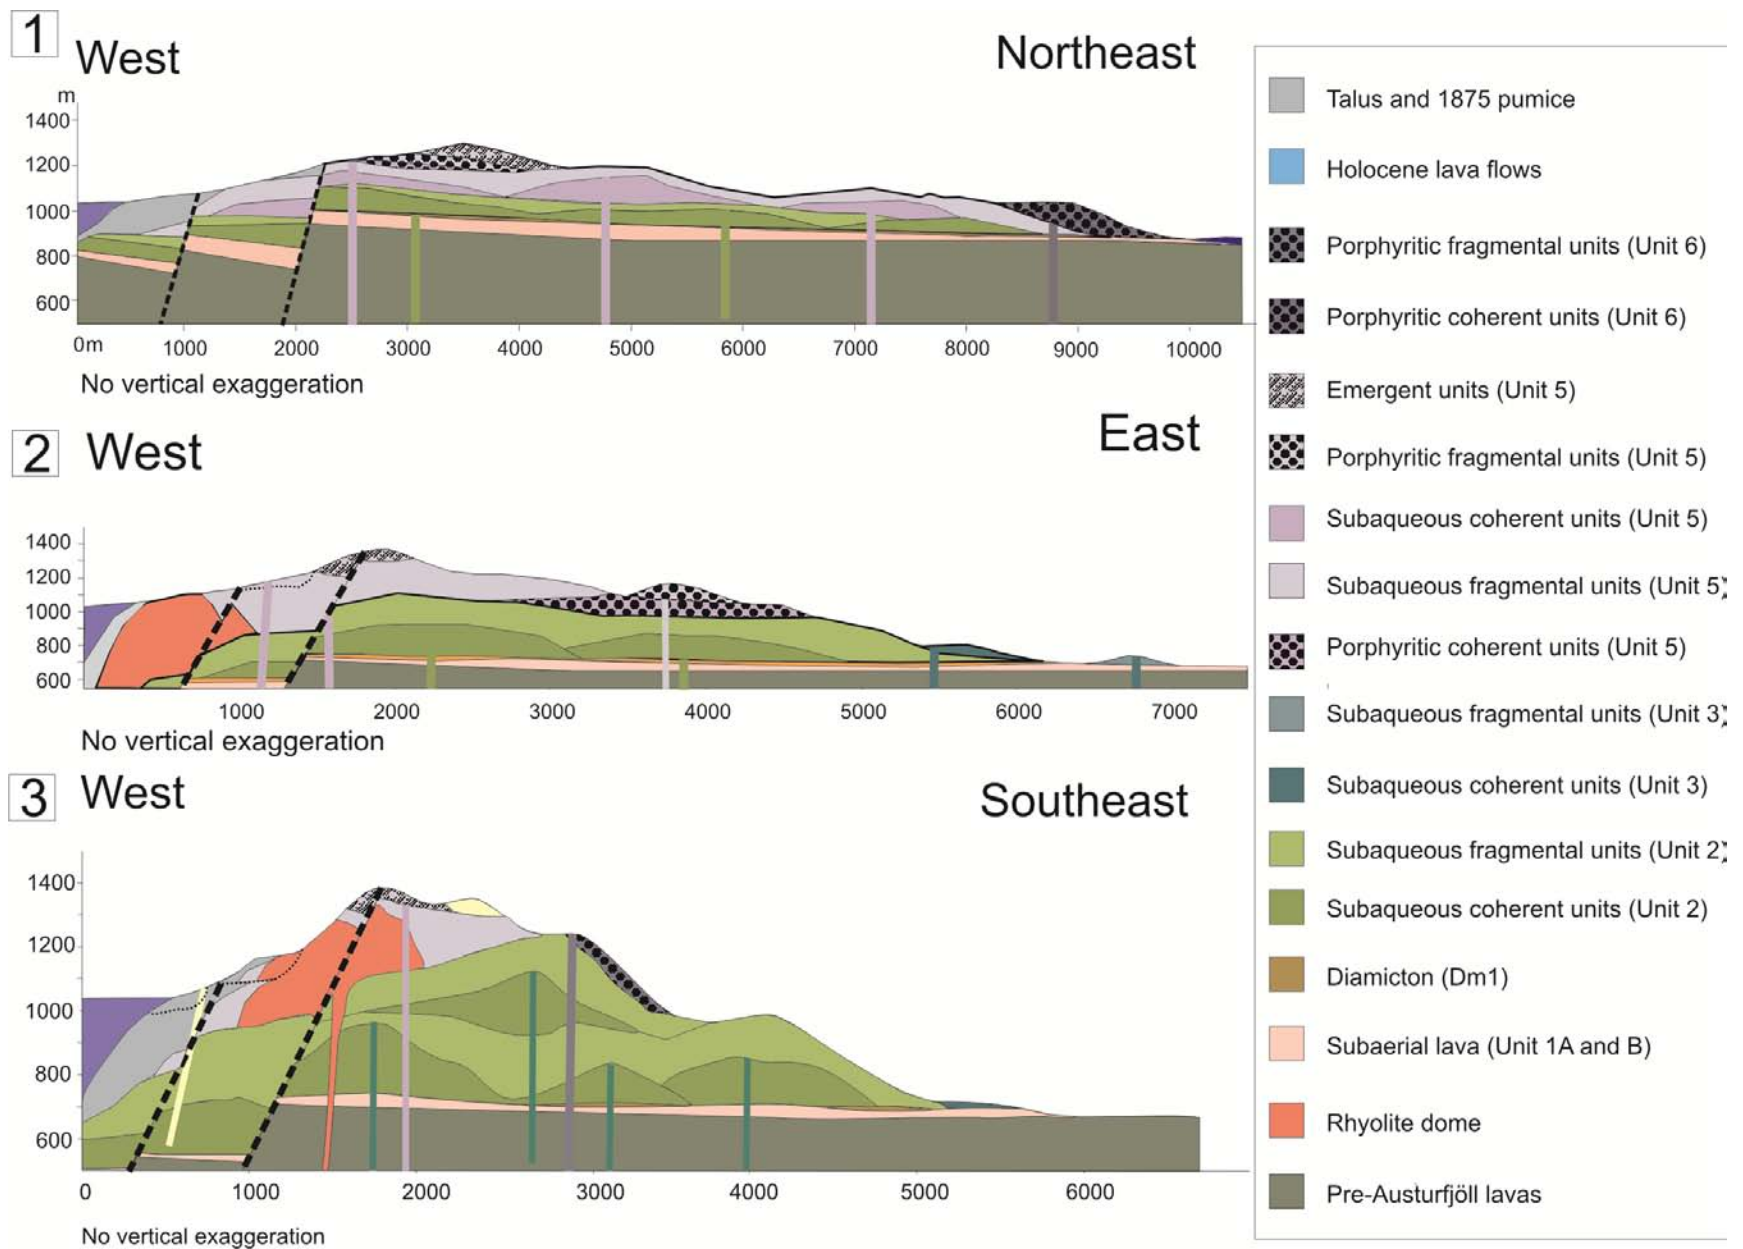 1
West
Northeast
m
1400
1200
1000
800
600
0m 1000 2000 3000 4000 5000 6000 7000 8000 9000 10000
No vertical exaggeration
2
West
East
1400
1200
1000
800
600
1000 2000 3000 4000 5000 6000 7000
No vertical exaggeration
3
West
Southeast
1400
1200
1000
800
600
0 1000 2000 3000 4000 5000 6000
No vertical exaggeration
Talus and 1875 pumice
Holocene lava flows
Porphyritic fragmental units (Unit 6)
Porphyritic coherent units (Unit 6)
Emergent units (Unit 5)
Porphyritic fragmental units (Unit 5)
Subaqueous coherent units (Unit 5)
Subaqueous fragmental units (Unit 5)
Porphyritic coherent units (Unit 5)
Subaqueous fragmental units (Unit 3)
Subaqueous coherent units (Unit 3)
Subaqueous fragmental units (Unit 2)
Subaqueous coherent units (Unit 2)
Diamicton (Dm1)
Subaerial lava (Unit 1A and B)
Rhyolite dome
Pre-Austurfjöll lavas